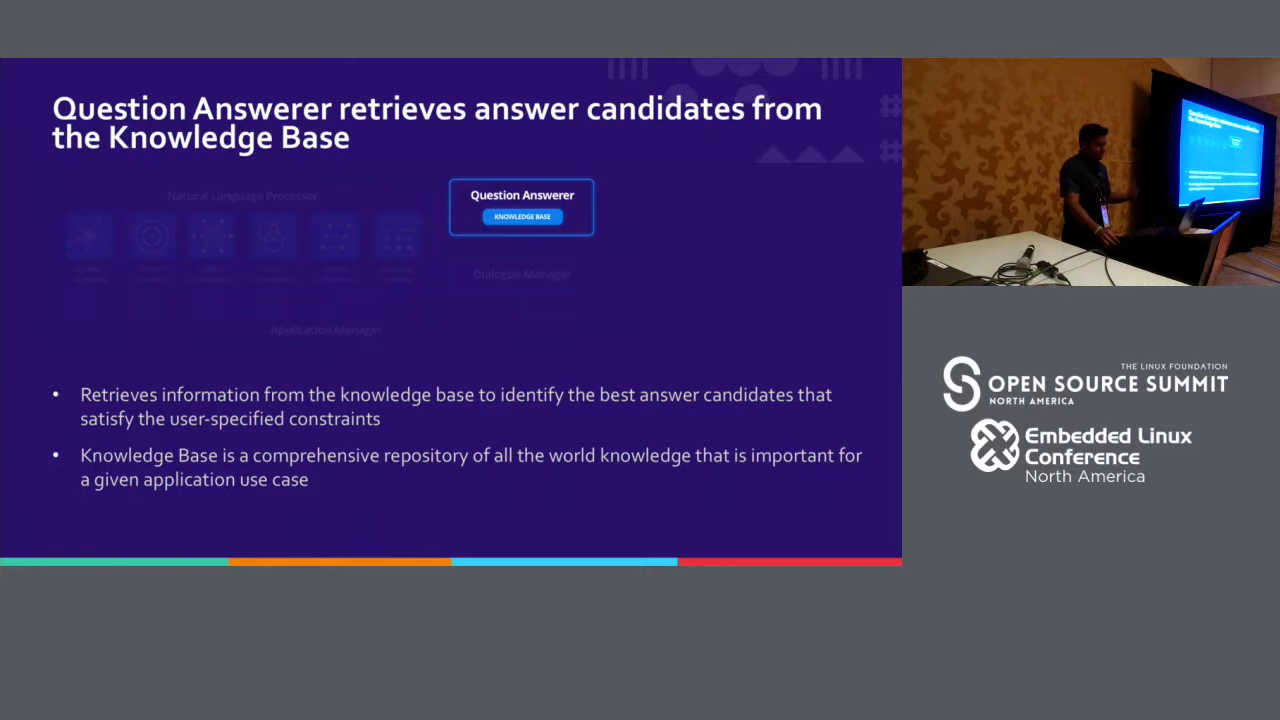 Question Answerer retrieves answer candidates from
the Knowledge Base
Natural Language Processor
Question Answerer
KNOWLEDGE BASE
Dialogue Manager
Application Manager
• Retrieves information from the knowledge base to identify the best answer candidates that
satisfy the user-specified constraints
• Knowledge Base is a comprehensive repository of all the world knowledge that is important for
a given application use case
THE LINUX FOUNDATION
OPEN SOURCE SUMMIT
NORTH AMERICA
Embedded Linux
Conference
North America